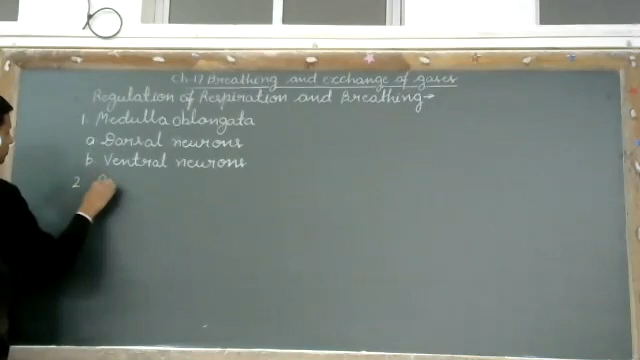 Ch. 17 Breathing and exchange of gases
Regulation of Respiration and Breathing→
1. Medulla oblongata
a Dorsal neurons
b Ventral neurons
2